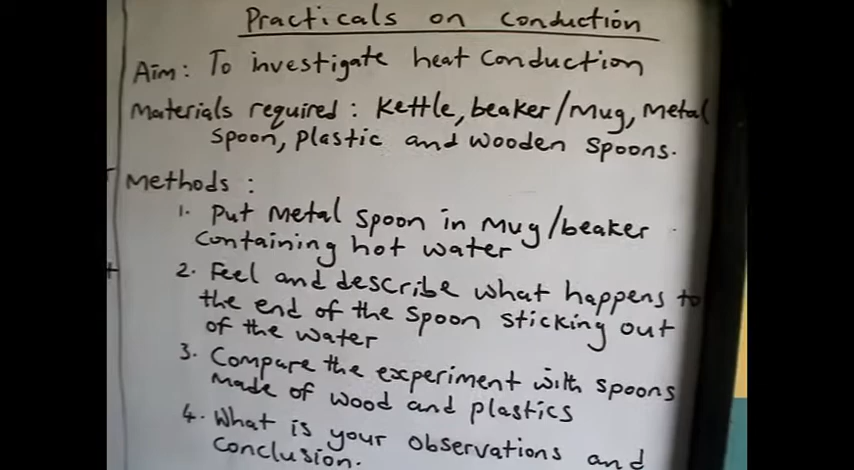 Practicals on conduction
Aim: To investigate heat conduction
Materials required: Kettle, beaker/Mug, Metal
spoon, plastic and wooden spoons.
Methods:
1. Put Metal spoon in Mug/beaker
containing hot water
2. Feel and describe what happens to
the end of the spoon sticking out
of the water
3. Compare the experiment with spoons
made of wood and plastics
4. What is your observations and
conclusion.